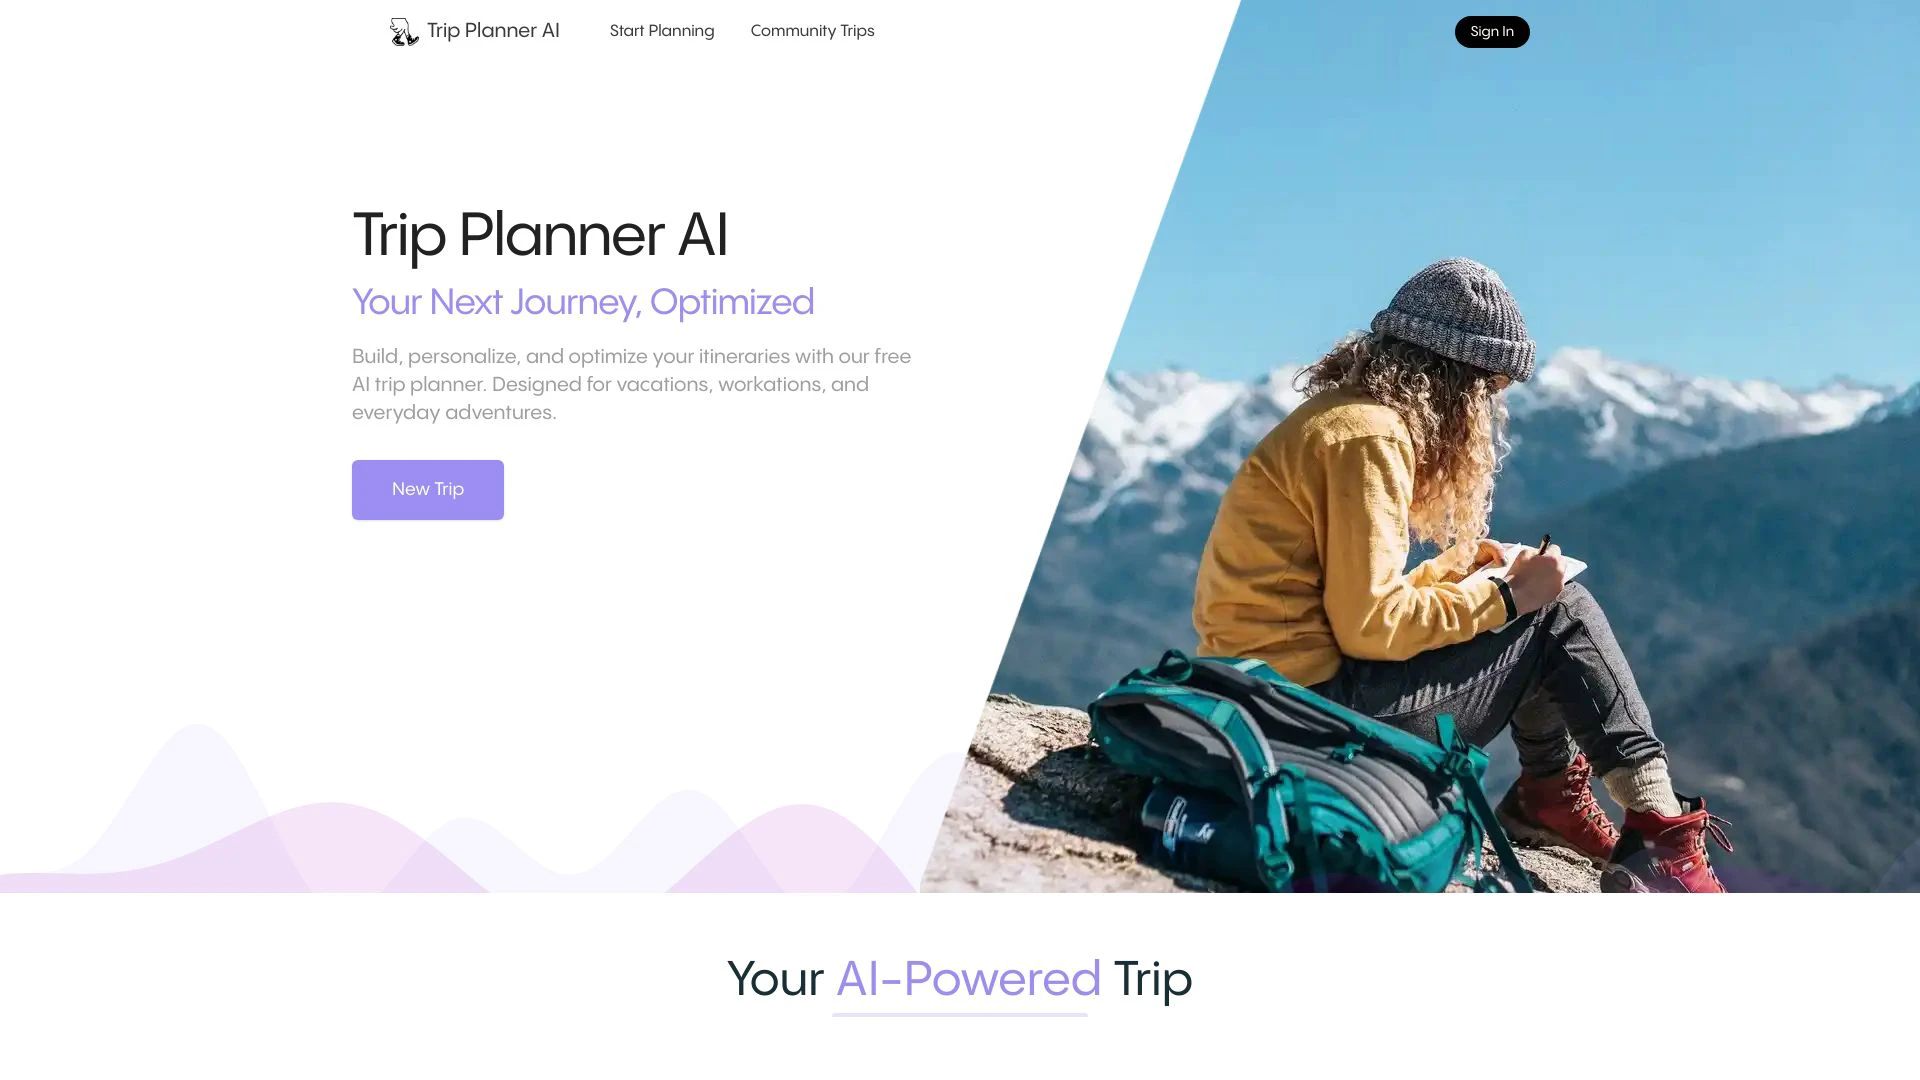 Trip Planner AI
Start Planning
Community Trips
Sign In
Trip Planner AI
Your Next Journey, Optimized
Build, personalize, and optimize your itineraries with our free
AI trip planner. Designed for vacations, workations, and
everyday adventures.
New Trip
Your AI-Powered Trip